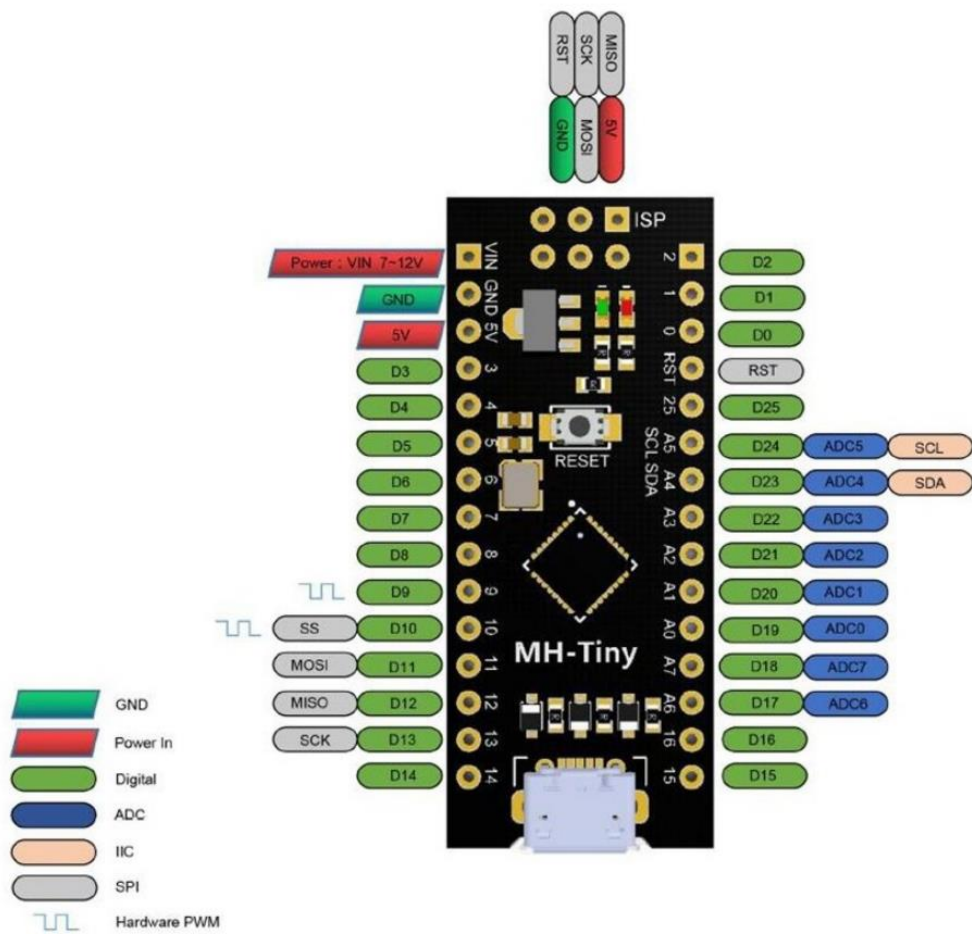 RST SCK MISO
GND MOSI 5V
ISP
Power : VIN 7~12V VIN 2 D2
GND GND 1 D1
5V 5V 0 D0
D3 3 RST RST
D4 4 25 D25
D5 5 RESET SCL A5 D24 ADC5 SCL
D6 6 SDA A4 D23 ADC4 SDA
D7 7 A3 D22 ADC3
D8 8 A2 D21 ADC2
D9 9 A1 D20 ADC1
SS D10 10 A0 D19 ADC0
MOSI D11 11 MH-Tiny A7 D18 ADC7
MISO D12 12 A6 D17 ADC6
SCK D13 13 16 D16
D14 14 15 D15
GND
Power In
Digital
ADC
IIC
SPI
Hardware PWM